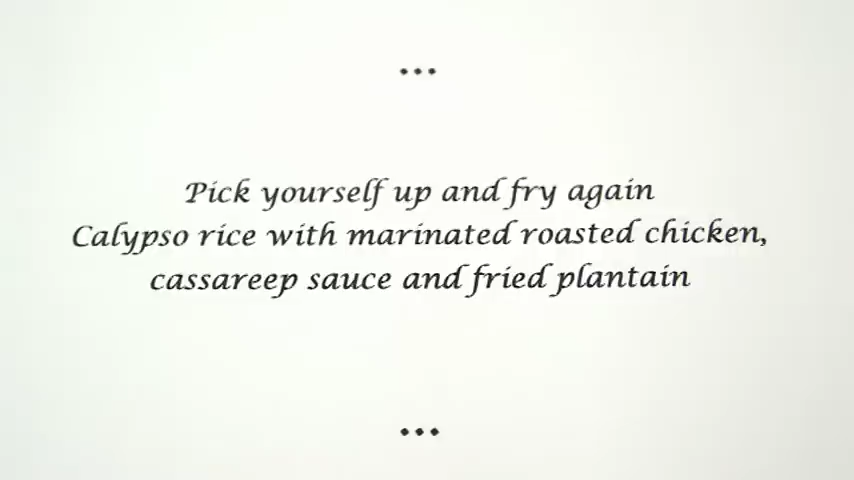 •••
Pick yourself up and fry again
Calypso rice with marinated roasted chicken,
cassareep sauce and fried plantain
•••